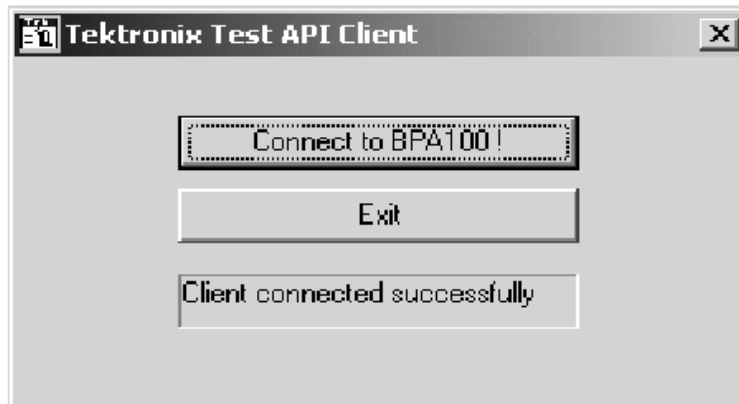 Tektronix Test API Client
Connect to BPA100 !
Exit
Client connected successfully